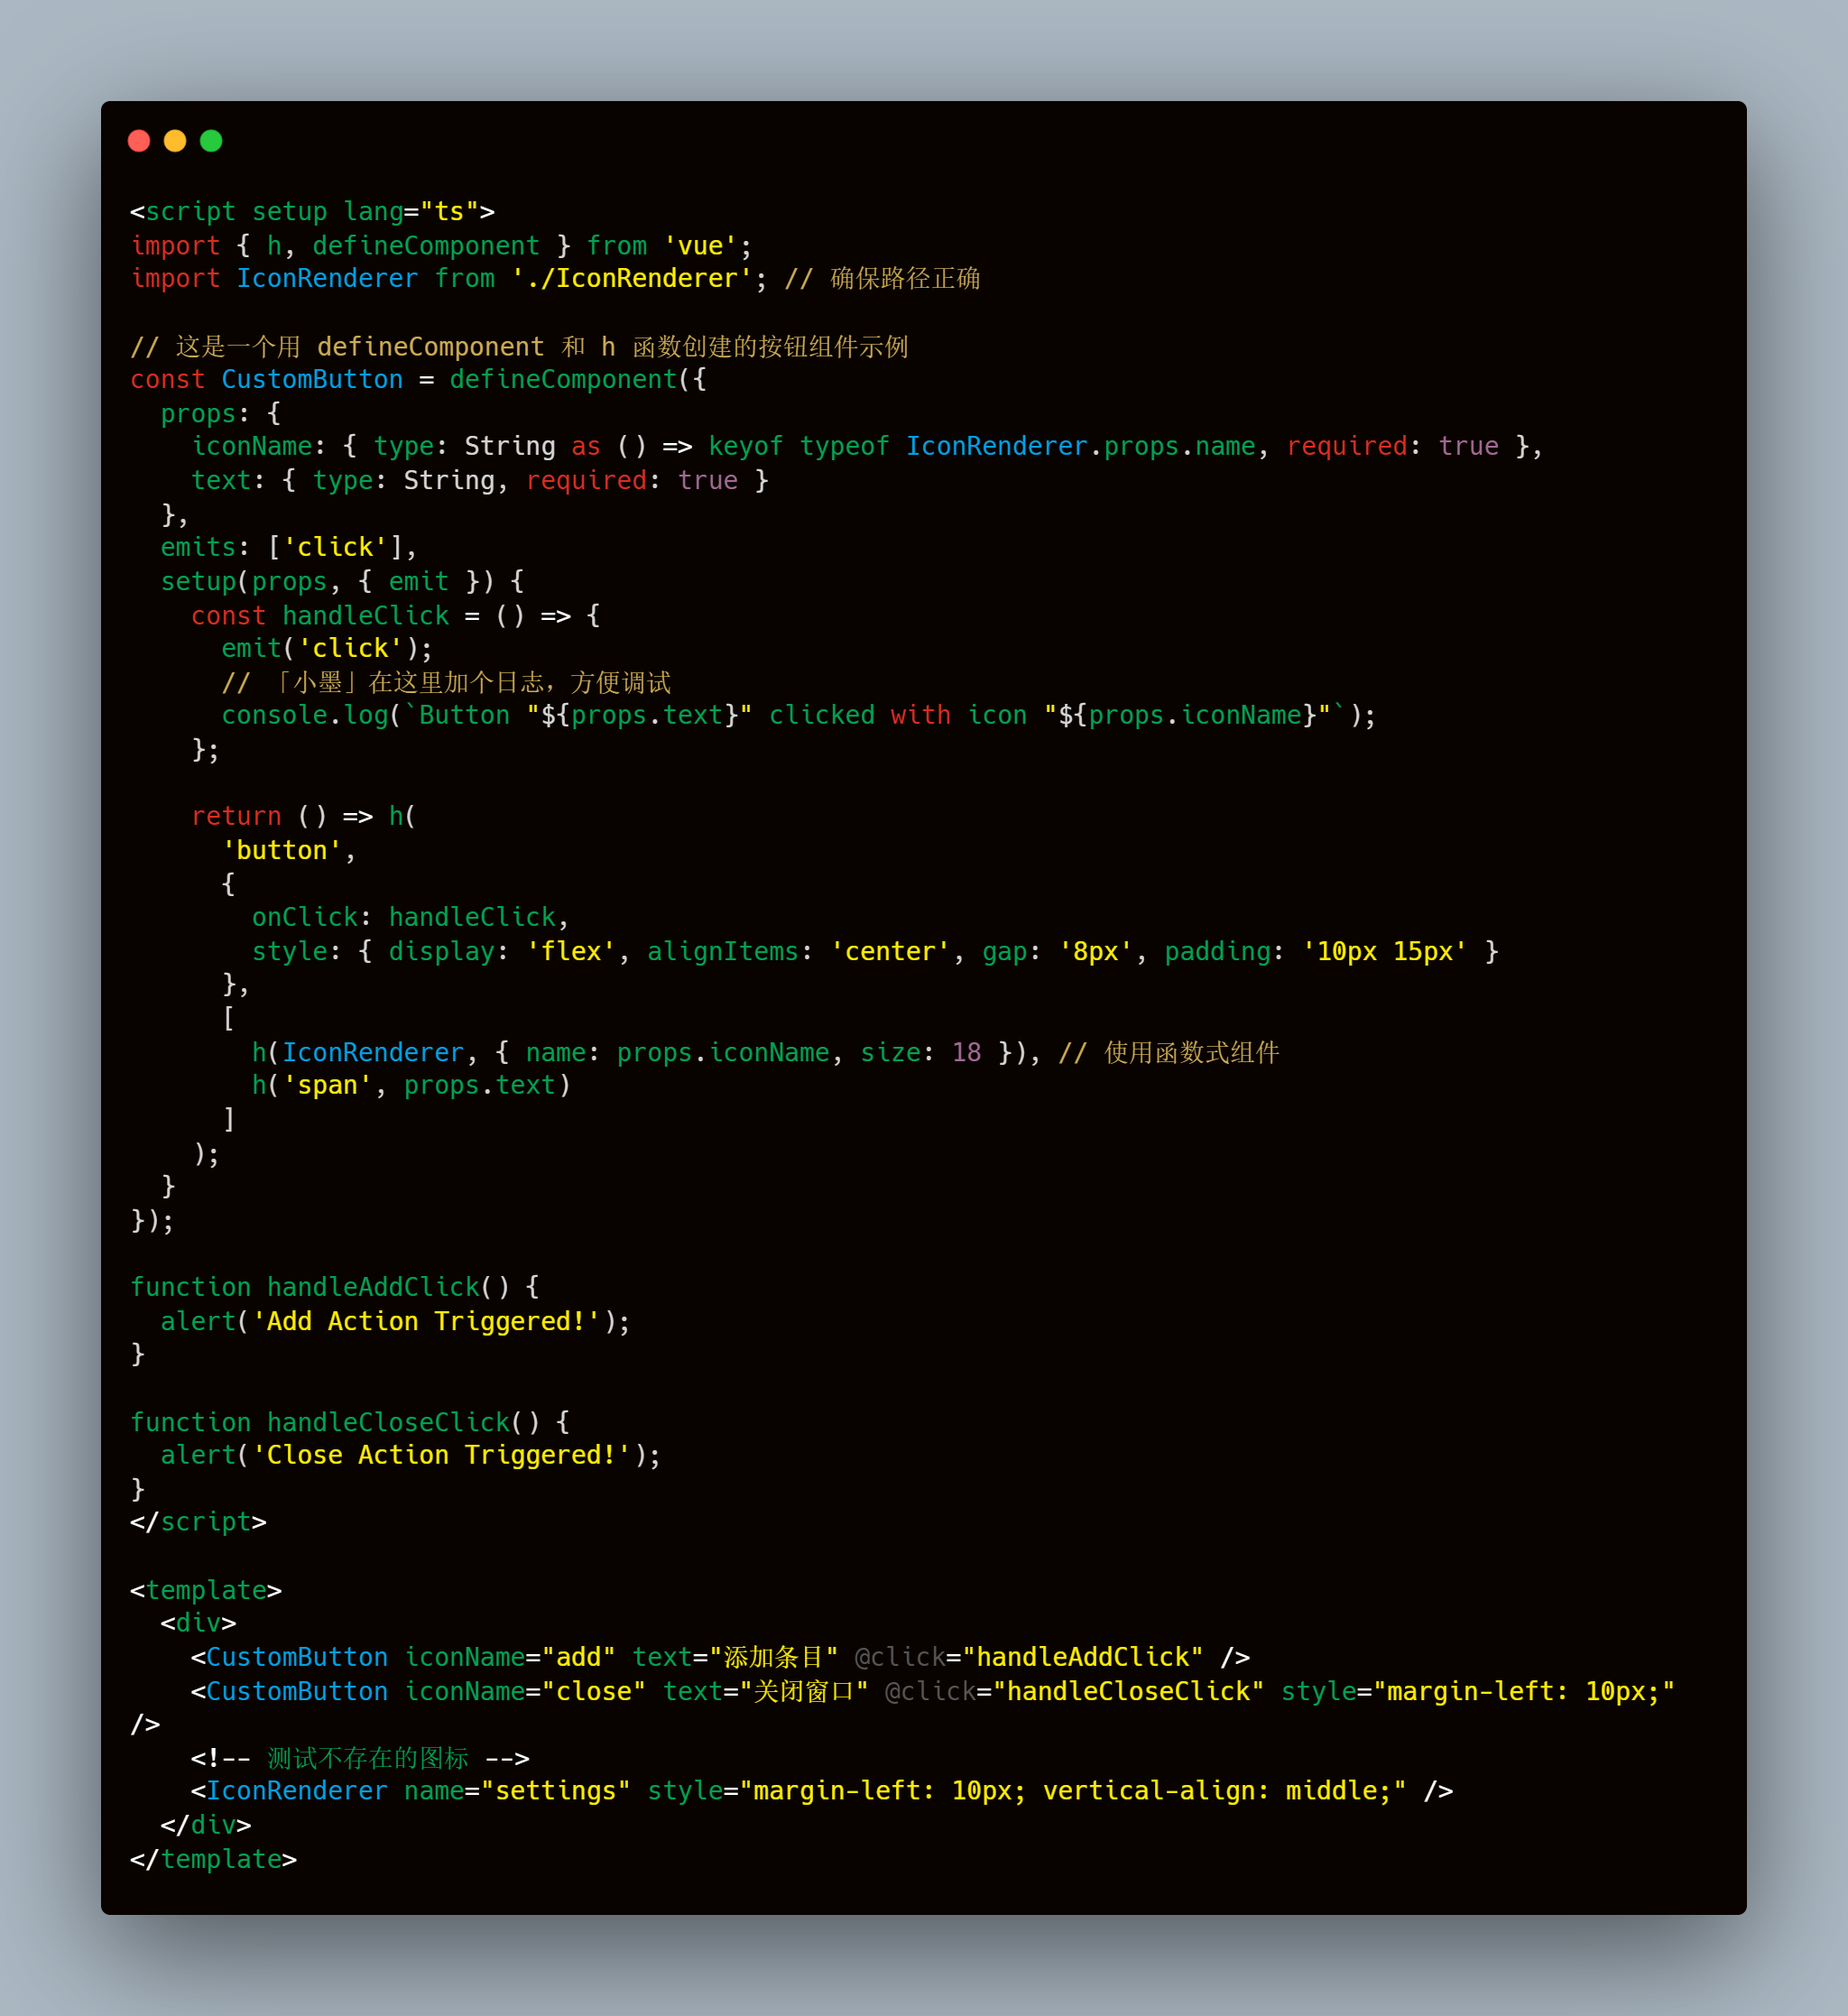 <script setup lang="ts">
import { h, defineComponent } from 'vue';
import IconRenderer from './IconRenderer'; // 确保路径正确

// 这是一个用 defineComponent 和 h 函数创建的按钮组件示例
const CustomButton = defineComponent({
  props: {
    iconName: { type: String as () => keyof typeof IconRenderer.props.name, required: true },
    text: { type: String, required: true }
  },
  emits: ['click'],
  setup(props, { emit }) {
    const handleClick = () => {
      emit('click');
      // 「小墨」在这里加个日志，方便调试
      console.log(`Button "${props.text}" clicked with icon "${props.iconName}"`);
    };

    return () => h(
      'button',
      {
        onClick: handleClick,
        style: { display: 'flex', alignItems: 'center', gap: '8px', padding: '10px 15px' }
      },
      [
        h(IconRenderer, { name: props.iconName, size: 18 }), // 使用函数式组件
        h('span', props.text)
      ]
    );
  }
});

function handleAddClick() {
  alert('Add Action Triggered!');
}

function handleCloseClick() {
  alert('Close Action Triggered!');
}
</script>

<template>
  <div>
    <CustomButton iconName="add" text="添加条目" @click="handleAddClick" />
    <CustomButton iconName="close" text="关闭窗口" @click="handleCloseClick" style="margin-left: 10px;"
/>
    <!-- 测试不存在的图标 -->
    <IconRenderer name="settings" style="margin-left: 10px; vertical-align: middle;" />
  </div>
</template>